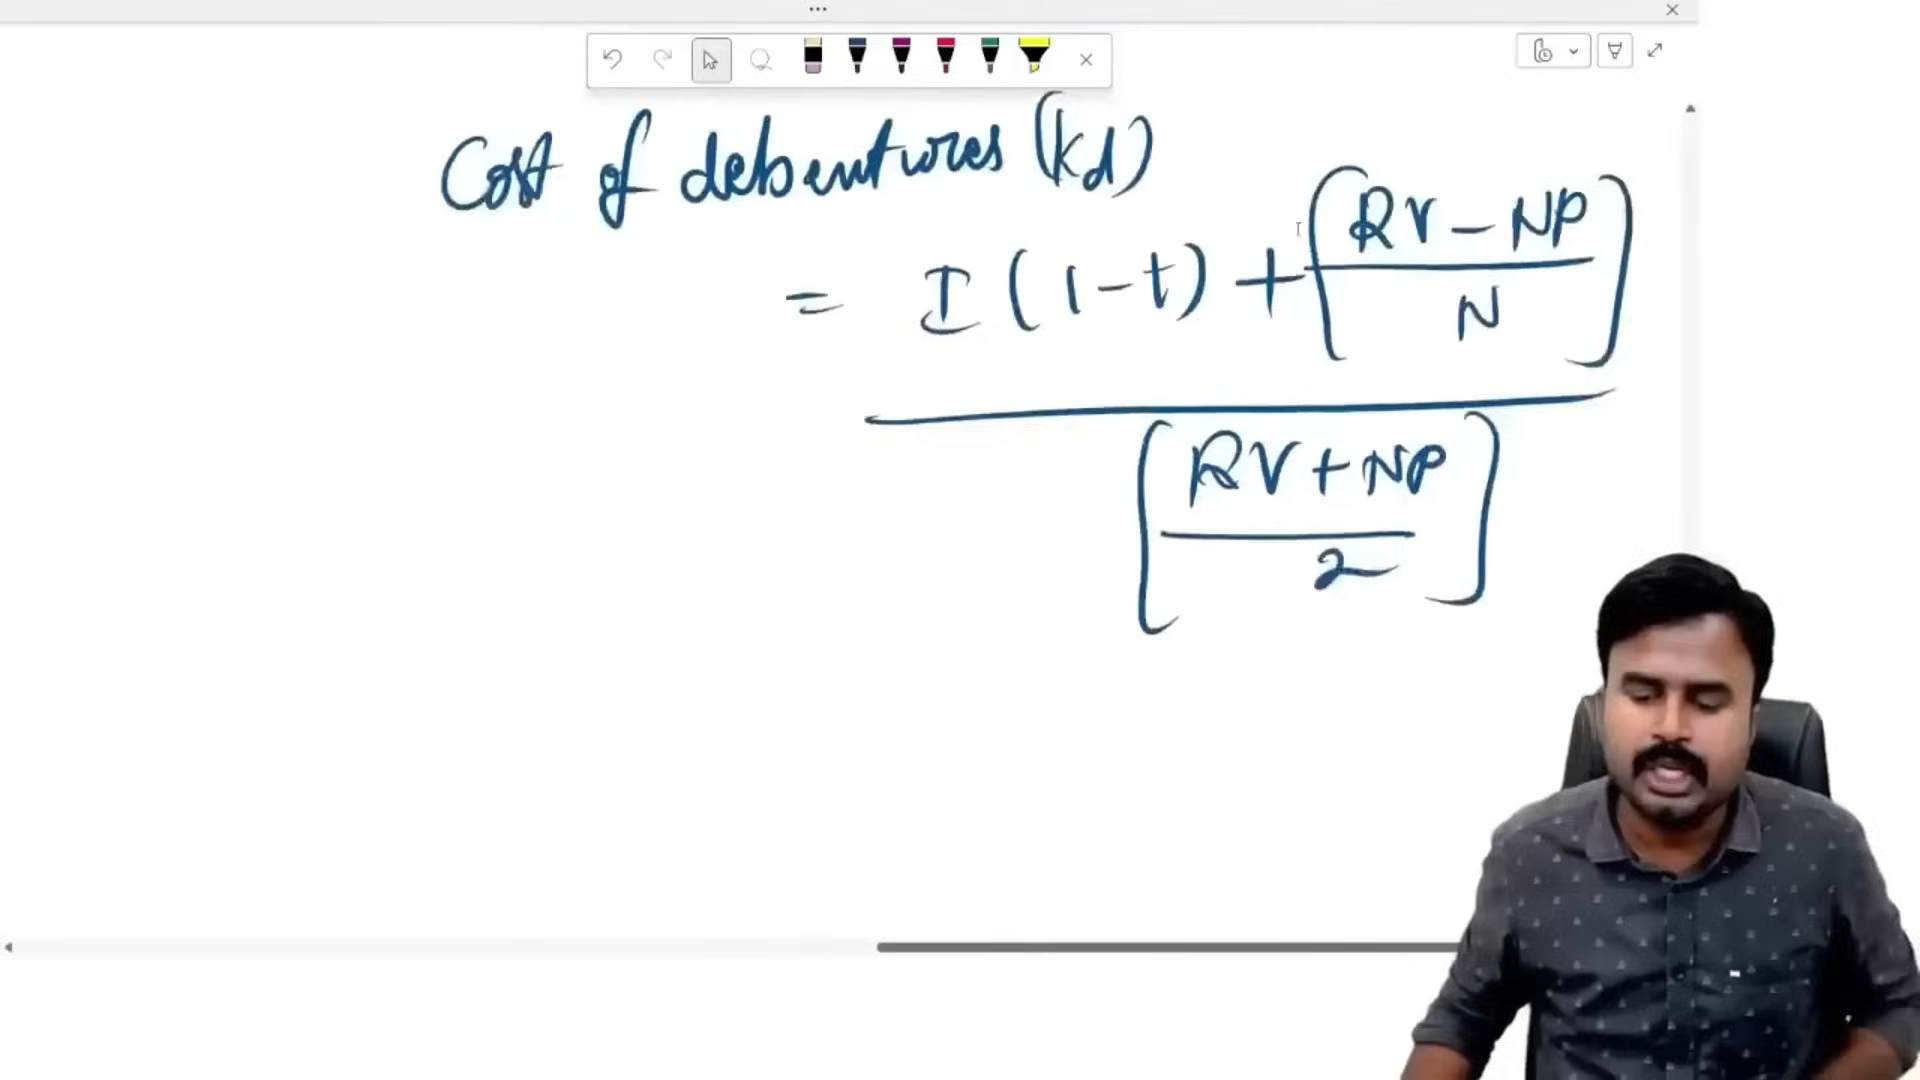 Cost of debentures (Kd)
= I (1-t) + [RV - NP
N]
[RV + NP
2]